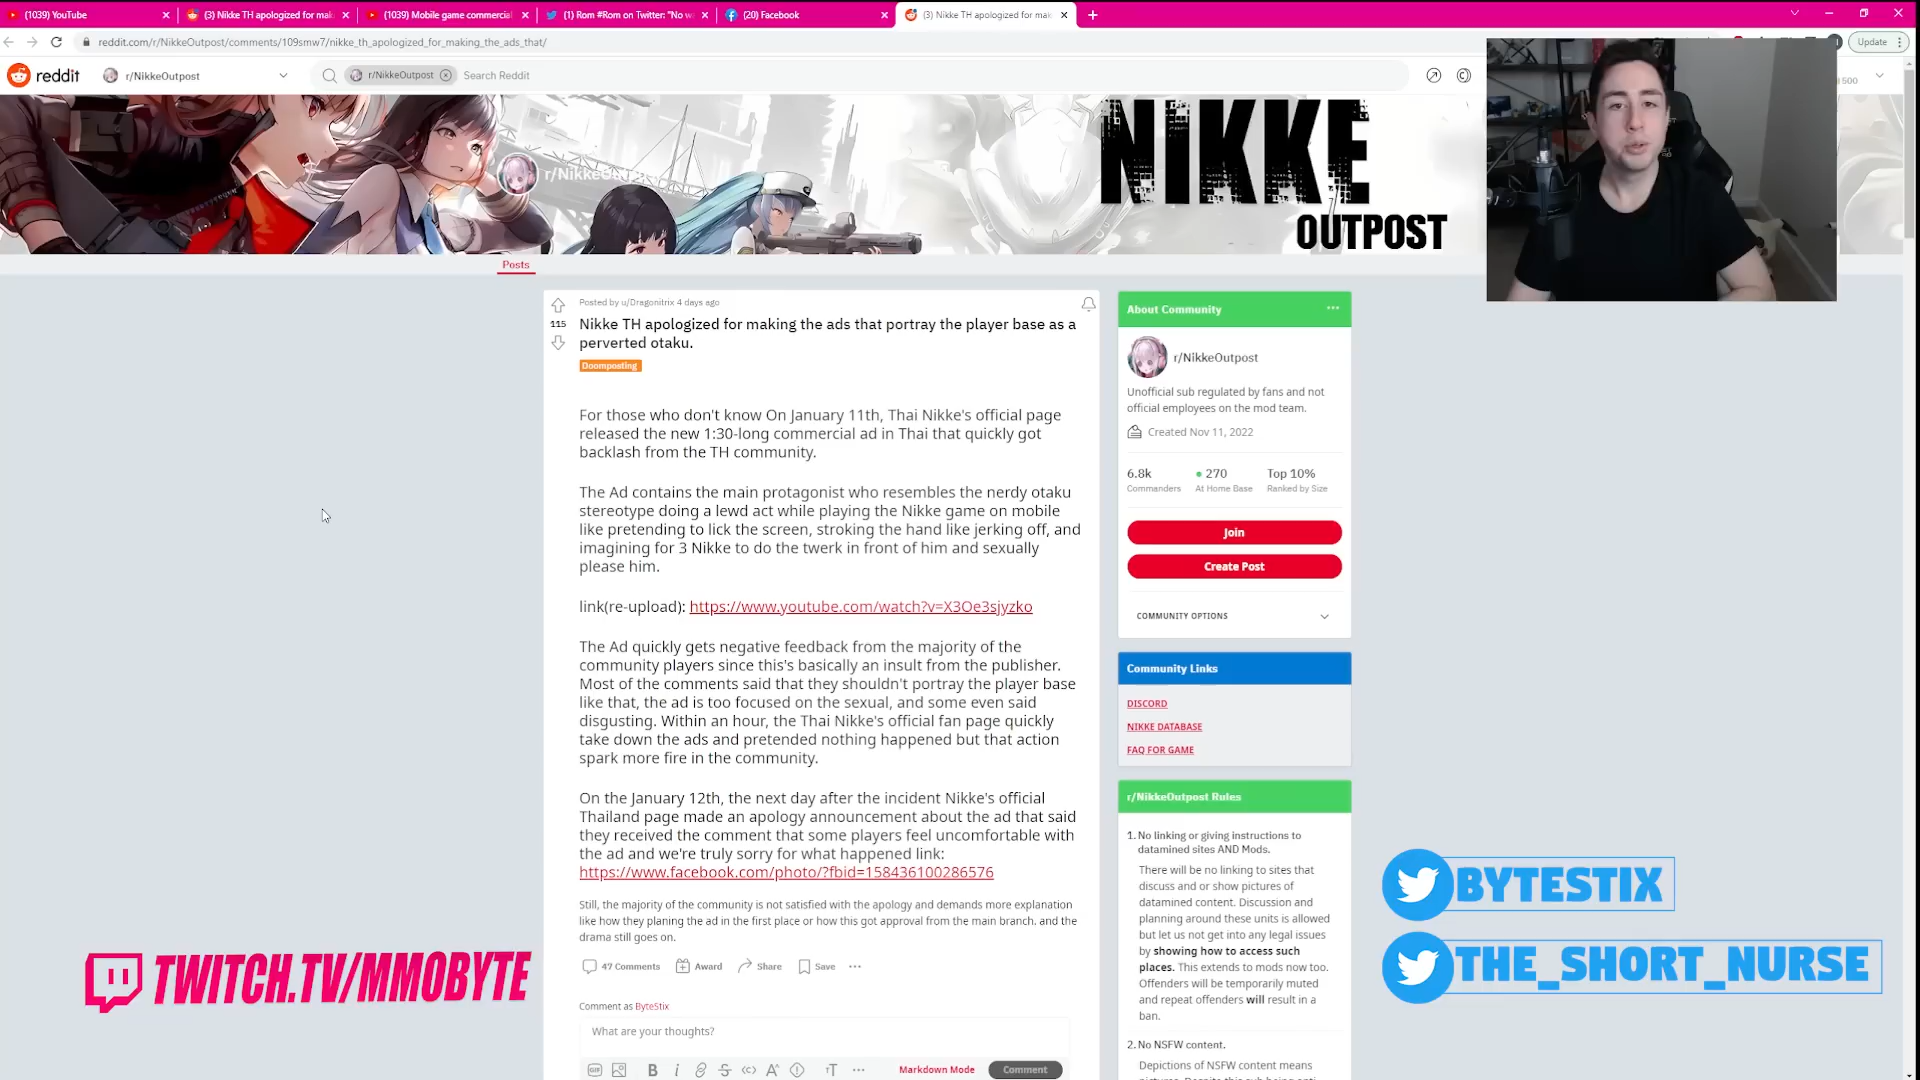 (1039) YouTube
(3) Nikke TH apologized for mak
(1039) Mobile game commercial
(1) Rom #Rom on Twitter: "No w
(20) Facebook
(3) Nikke TH apologized for mak
reddit.com/r/NikkeOutpost/comments/109smw7/nikke_th_apologized_for_making_the_ads_that/
Update
reddit
r/NikkeOutpost
r/NikkeOutpost
Search Reddit
500
NIKKE
OUTPOST
Posts
Posted by u/Dragonitrix 4 days ago
115
Nikke TH apologized for making the ads that portray the player base as a
perverted otaku.
Doomposting
For those who don't know On January 11th, Thai Nikke's official page
released the new 1:30-long commercial ad in Thai that quickly got
backlash from the TH community.
The Ad contains the main protagonist who resembles the nerdy otaku
stereotype doing a lewd act while playing the Nikke game on mobile
like pretending to lick the screen, stroking the hand like jerking off, and
imagining for 3 Nikke to do the twerk in front of him and sexually
please him.
link(re-upload): https://www.youtube.com/watch?v=X3Oe3sjyzko
The Ad quickly gets negative feedback from the majority of the
community players since this's basically an insult from the publisher.
Most of the comments said that they shouldn't portray the player base
like that, the ad is too focused on the sexual, and some even said
disgusting. Within an hour, the Thai Nikke's official fan page quickly
take down the ads and pretended nothing happened but that action
spark more fire in the community.
On the January 12th, the next day after the incident Nikke's official
Thailand page made an apology announcement about the ad that said
they received the comment that some players feel uncomfortable with
the ad and we're truly sorry for what happened link:
https://www.facebook.com/photo/?fbid=158436100286576
Still, the majority of the community is not satisfied with the apology and demands more explanation
like how they planing the ad in the first place or how this got approval from the main branch. and the
drama still goes on.
47 Comments
Award
Share
Save
Comment as ByteStix
What are your thoughts?
Markdown Mode
Comment
About Community
r/NikkeOutpost
Unofficial sub regulated by fans and not
official employees on the mod team.
Created Nov 11, 2022
6.8k
270
Top 10%
Commanders
At Home Base
Ranked by Size
Join
Create Post
COMMUNITY OPTIONS
Community Links
DISCORD
NIKKE DATABASE
FAQ FOR GAME
r/NikkeOutpost Rules
1. No linking or giving instructions to
datamined sites AND Mods.
There will be no linking to sites that
discuss and or show pictures of
datamined content. Discussion and
planning around these units is allowed
but let us not get into any legal issues
by showing how to access such
places. This extends to mods now too.
Offenders will be temporarily muted
and repeat offenders will result in a
ban.
2. No NSFW content.
Depictions of NSFW content means
TWITCH.TV/MMOBYTE
BYTESTIX
THE_SHORT_NURSE